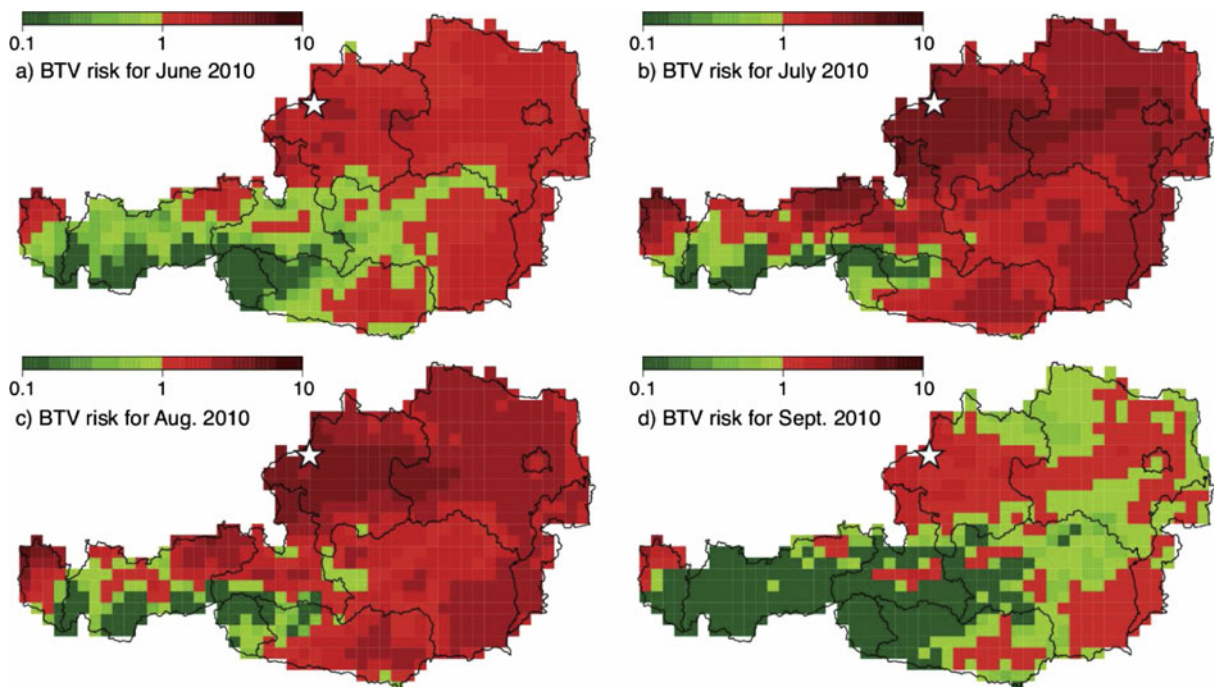 0.1 1 10
a) BTV risk for June 2010
0.1 1 10
b) BTV risk for July 2010
0.1 1 10
c) BTV risk for Aug. 2010
0.1 1 10
d) BTV risk for Sept. 2010